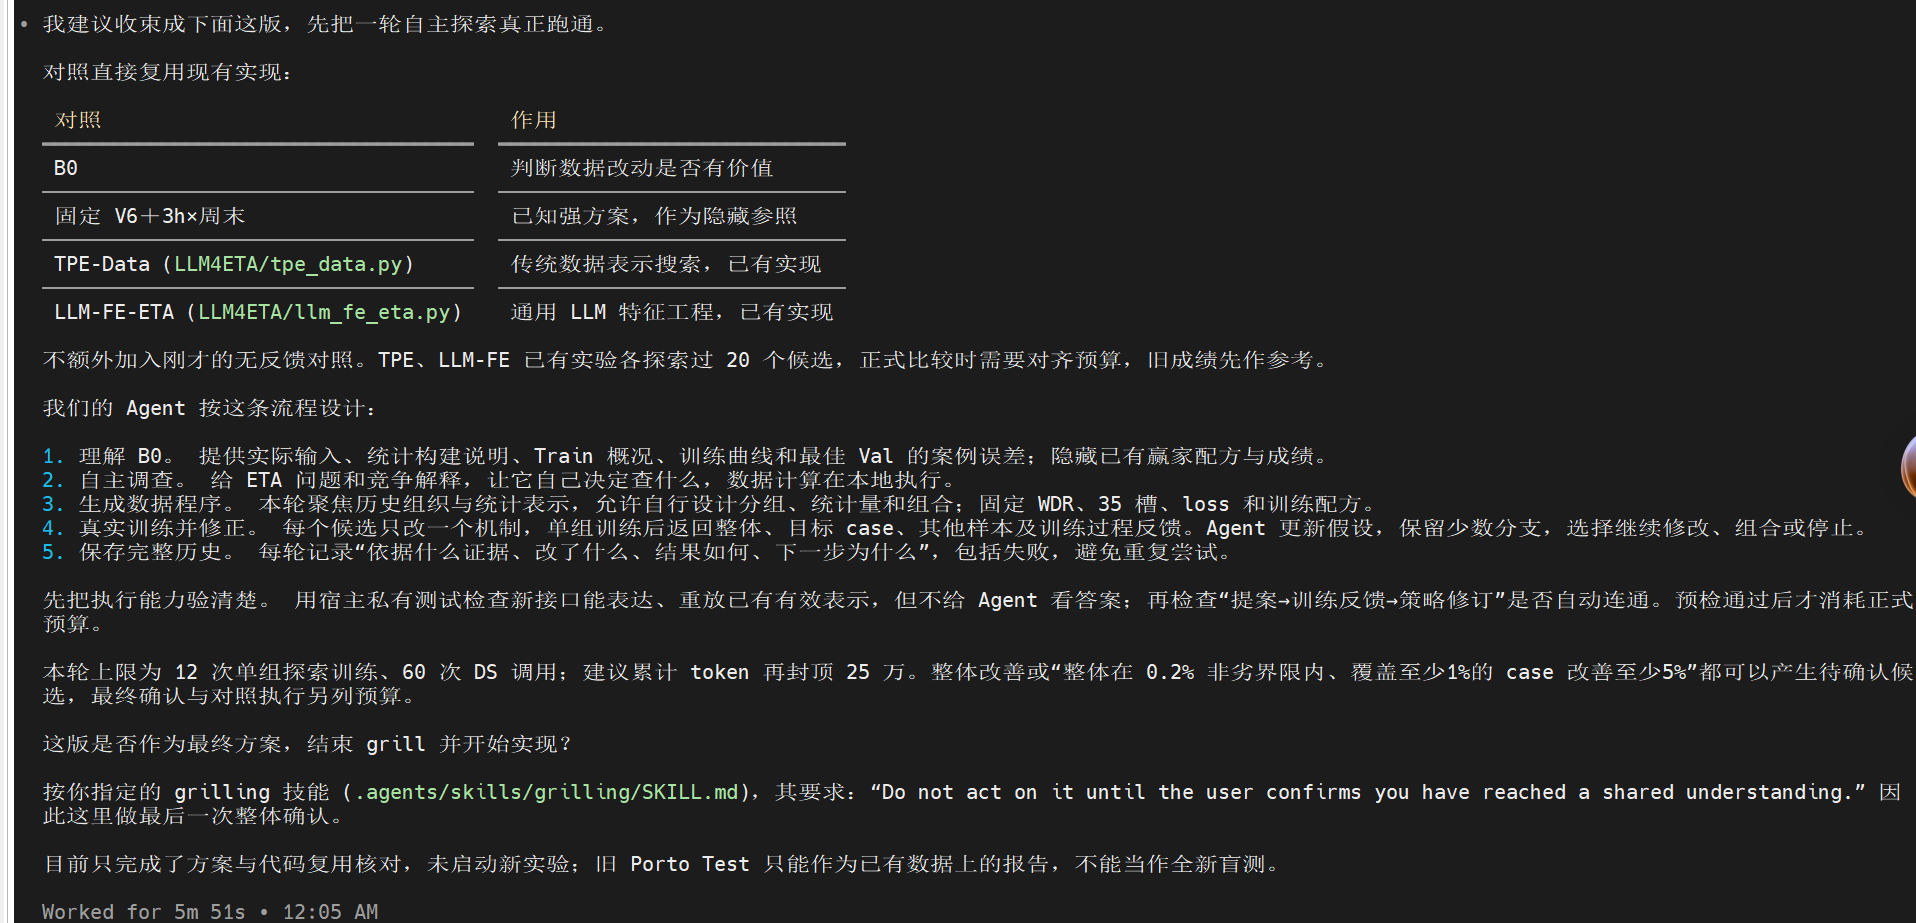 • 我建议收束成下面这版，先把一轮自主探索真正跑通。
对照直接复用现有实现：
对照 作用
B0 判断数据改动是否有价值
固定 V6＋3h×周末 已知强方案，作为隐藏参照
TPE-Data (LLM4ETA/tpe_data.py) 传统数据表示搜索，已有实现
LLM-FE-ETA (LLM4ETA/llm_fe_eta.py) 通用 LLM 特征工程，已有实现
不额外加入刚才的无反馈对照。TPE、LLM-FE 已有实验各探索过 20 个候选，正式比较时需要对齐预算，旧成绩先作参考。
我们的 Agent 按这条流程设计：
1. 理解 B0。 提供实际输入、统计构建说明、Train 概况、训练曲线和最佳 Val 的案例误差；隐藏已有赢家配方与成绩。
2. 自主调查。 给 ETA 问题和竞争解释，让它自己决定查什么，数据计算在本地执行。
3. 生成数据程序。 本轮聚焦历史组织与统计表示，允许自行设计分组、统计量和组合；固定 WDR、35 槽、loss 和训练配方。
4. 真实训练并修正。 每个候选只改一个机制，单组训练后返回整体、目标 case、其他样本及训练过程反馈。Agent 更新假设，保留少数分支，选择继续修改、组合或停止。
5. 保存完整历史。 每轮记录“依据什么证据、改了什么、结果如何、下一步为什么”，包括失败，避免重复尝试。
先把执行能力验清楚。 用宿主私有测试检查新接口能表达、重放已有有效表示，但不给 Agent 看答案；再检查“提案→训练反馈→策略修订”是否自动连通。预检通过后才消耗正式
预算。
本轮上限为 12 次单组探索训练、60 次 DS 调用；建议累计 token 再封顶 25 万。整体改善或“整体在 0.2% 非劣界限内、覆盖至少1%的 case 改善至少5%”都可以产生待确认候
选，最终确认与对照执行另列预算。
这版是否作为最终方案，结束 grill 并开始实现？
按你指定的 grilling 技能 (.agents/skills/grilling/SKILL.md)，其要求：“Do not act on it until the user confirms you have reached a shared understanding.” 因
此这里做最后一次整体确认。
目前只完成了方案与代码复用核对，未启动新实验；旧 Porto Test 只能作为已有数据上的报告，不能当作全新盲测。
Worked for 5m 51s • 12:05 AM